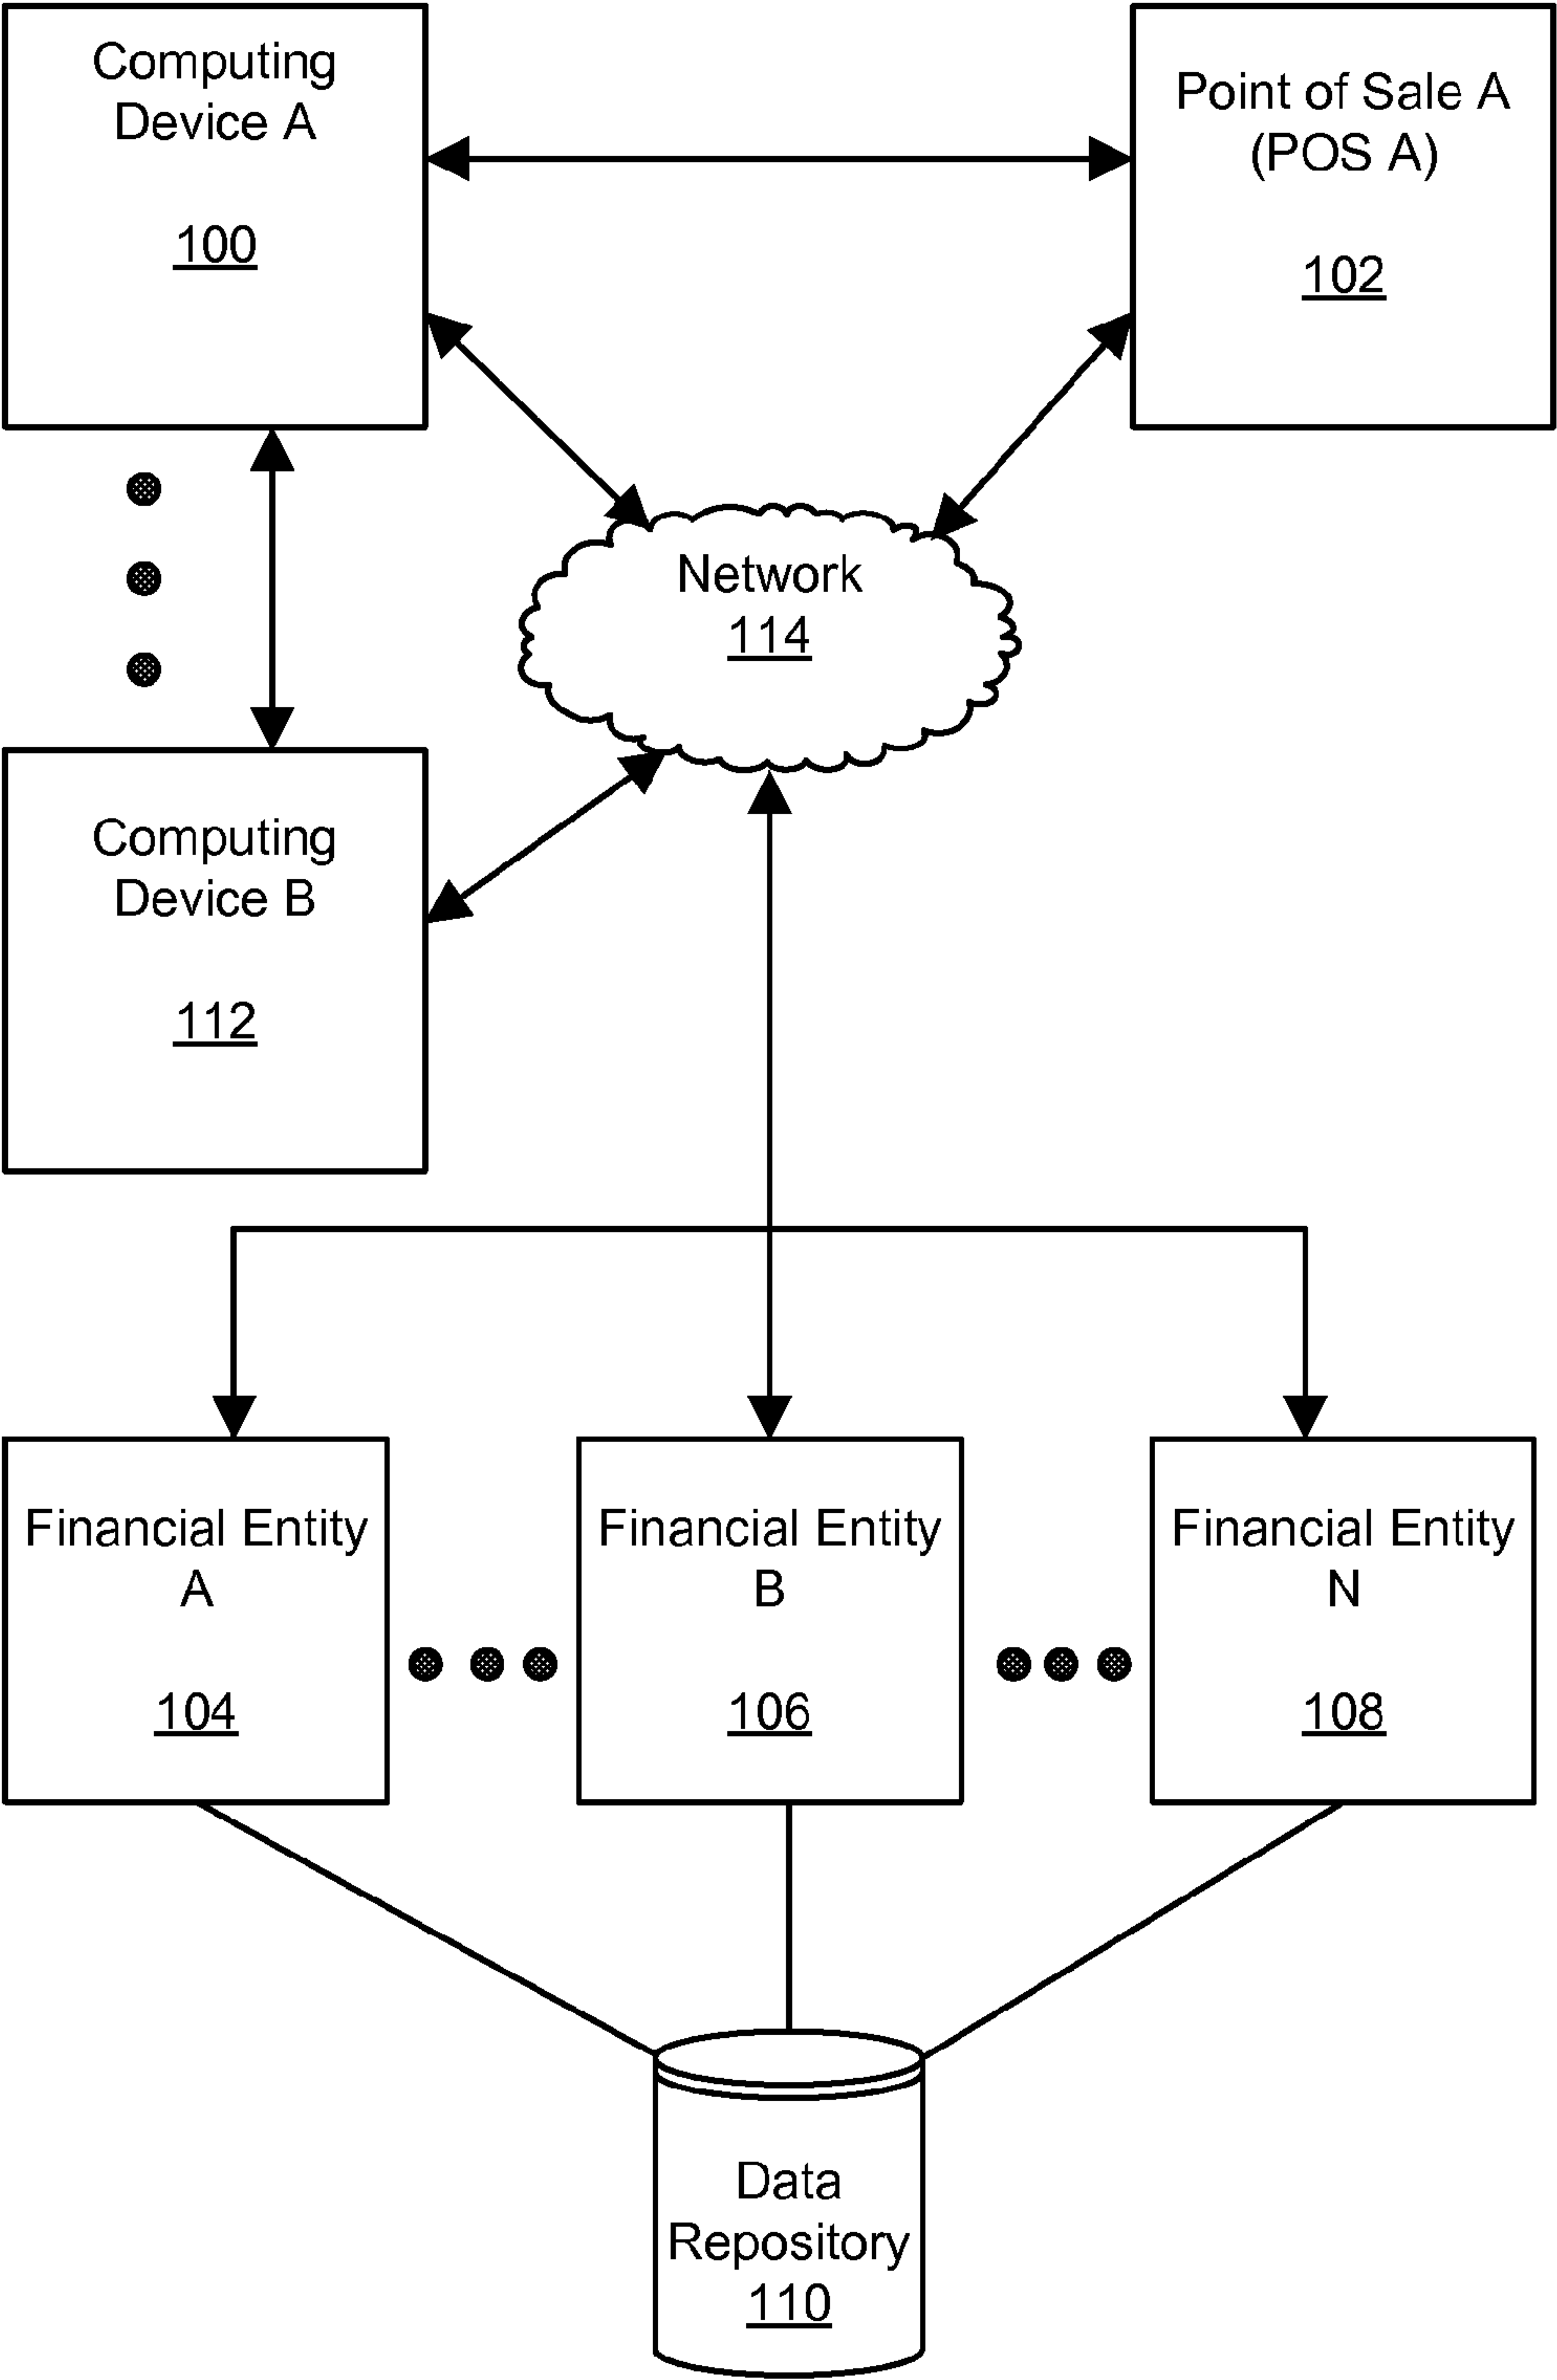 Computing
Device A
100
Point of Sale A
(POS A)
102
Network
114
Computing
Device B
112
Financial Entity
A
104
Financial Entity
B
106
Financial Entity
N
108
Data
Repository
110